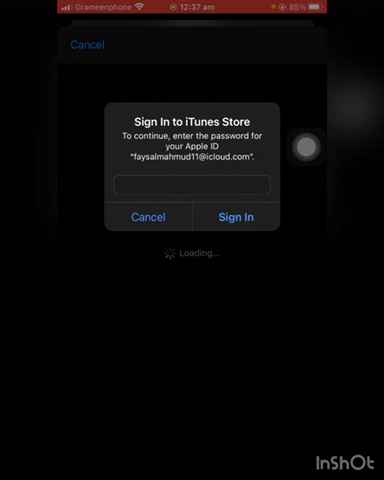 Grameenphone 12:37 am 85%
Cancel
Sign In to iTunes Store
To continue, enter the password for
your Apple ID
“faysalmahmud11@icloud.com”.
Cancel Sign In
Loading...
InShOt